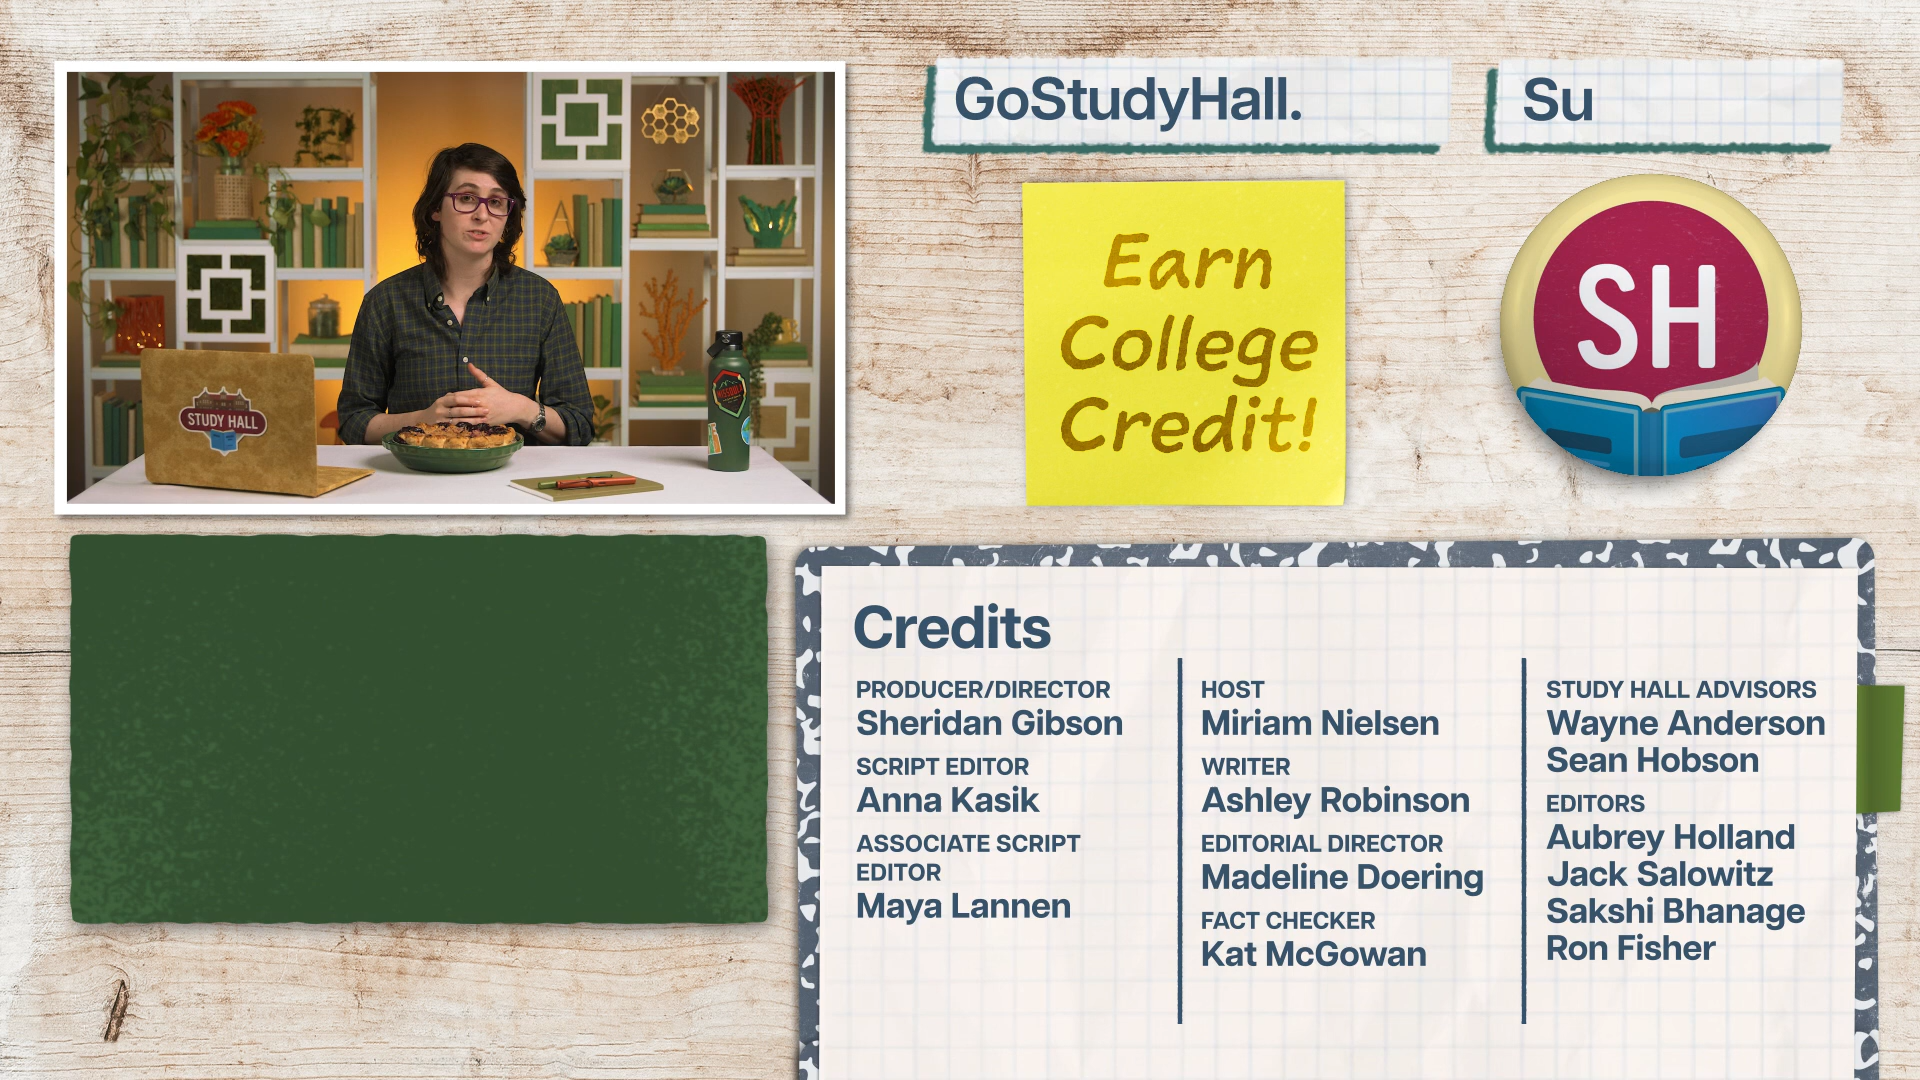 GoStudyHall.
Su
STUDY HALL
Earn
College
Credit!
SH
Credits
PRODUCER/DIRECTOR
Sheridan Gibson
SCRIPT EDITOR
Anna Kasik
ASSOCIATE SCRIPT
EDITOR
Maya Lannen
HOST
Miriam Nielsen
WRITER
Ashley Robinson
EDITORIAL DIRECTOR
Madeline Doering
FACT CHECKER
Kat McGowan
STUDY HALL ADVISORS
Wayne Anderson
Sean Hobson
EDITORS
Aubrey Holland
Jack Salowitz
Sakshi Bhanage
Ron Fisher